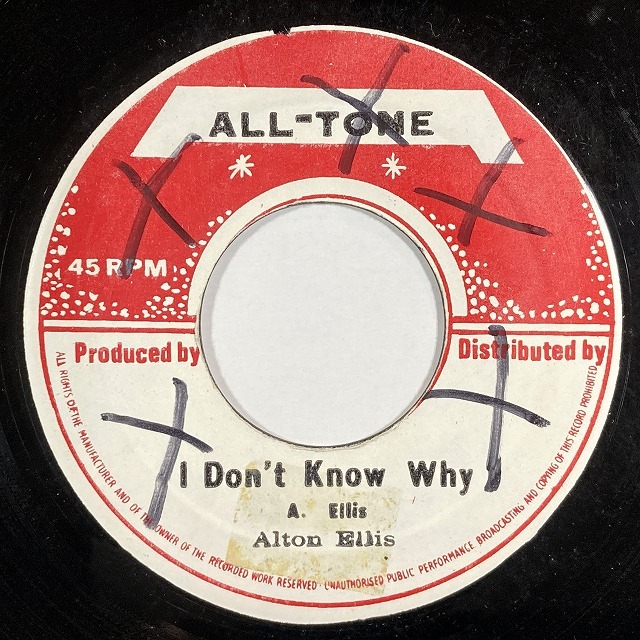 ALL-TONE
45 RPM
Produced by
Distributed by
I Don't Know Why
A. Ellis
Alton Ellis
ALL RIGHTS OF THE MANUFACTURER AND OF THE OWNER OF THE RECORDED WORK RESERVED · UNAUTHORISED PUBLIC PERFORMANCE BROADCASTING AND COPYING OF THIS RECORD PROHIBITED